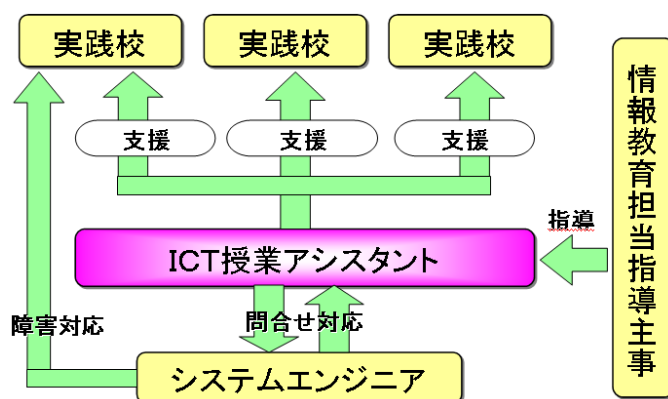 実践校
実践校
実践校
支援
支援
支援
指導
情報教育担当指導主事
ICT授業アシスタント
障害対応
問合せ対応
システムエンジニア